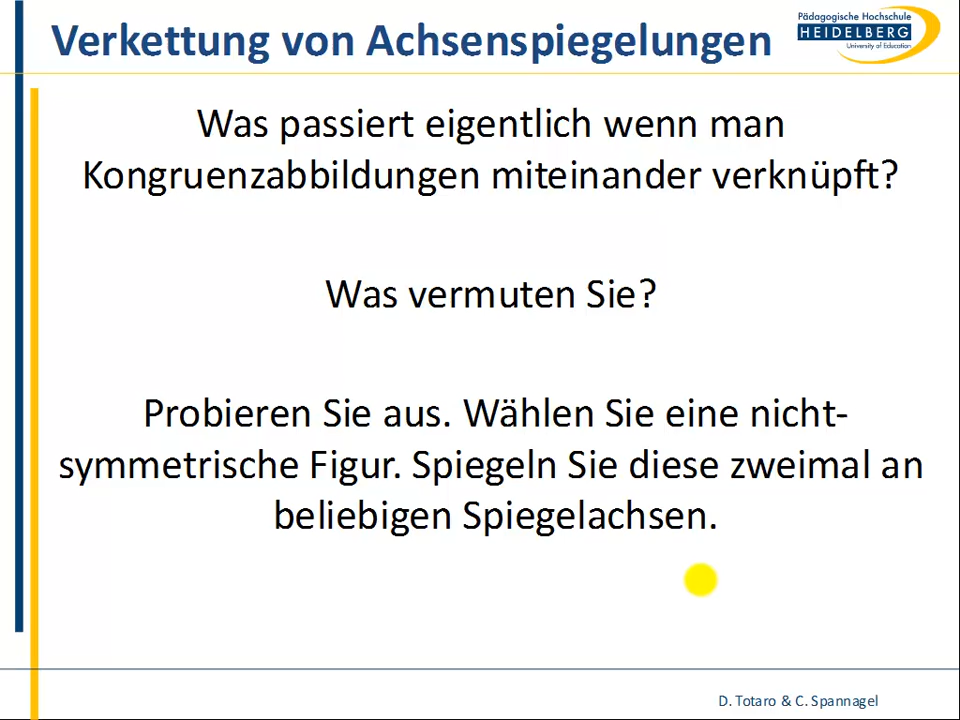 Verkettung von Achsenspiegelungen
Pädagogische Hochschule
HEIDELBERG
University of Education
Was passiert eigentlich wenn man
Kongruenzabbildungen miteinander verknüpft?
Was vermuten Sie?
Probieren Sie aus. Wählen Sie eine nicht-
symmetrische Figur. Spiegeln Sie diese zweimal an
beliebigen Spiegelachsen.
D. Totaro & C. Spannagel